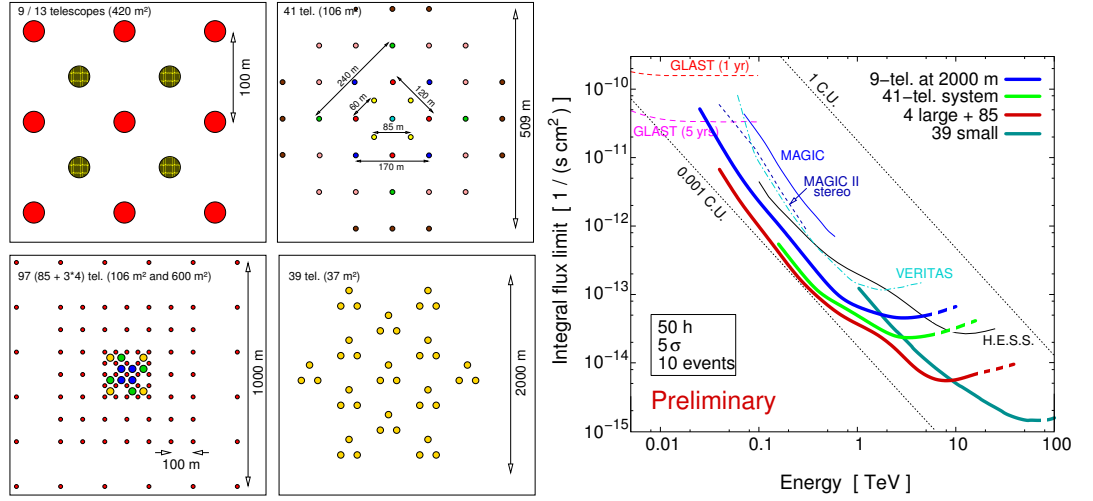 9 / 13 telescopes (420 m²)
100 m
41 tel. (106 m²)
240 m
120 m
60 m
85 m
170 m
509 m
97 (85 + 3*4) tel. (106 m² and 600 m²)
100 m
1000 m
39 tel. (37 m²)
2000 m
Integral flux limit [ 1 / (s cm²) ]
10⁻¹⁰
10⁻¹¹
10⁻¹²
10⁻¹³
10⁻¹⁴
10⁻¹⁵
GLAST (1 yr)
GLAST (5 yrs)
1 C.U.
0.001 C.U.
9−tel. at 2000 m
41−tel. system
4 large + 85
39 small
MAGIC
MAGIC II
stereo
VERITAS
H.E.S.S.
50 h
5σ
10 events
Preliminary
0.01
0.1
1
10
100
Energy [ TeV ]